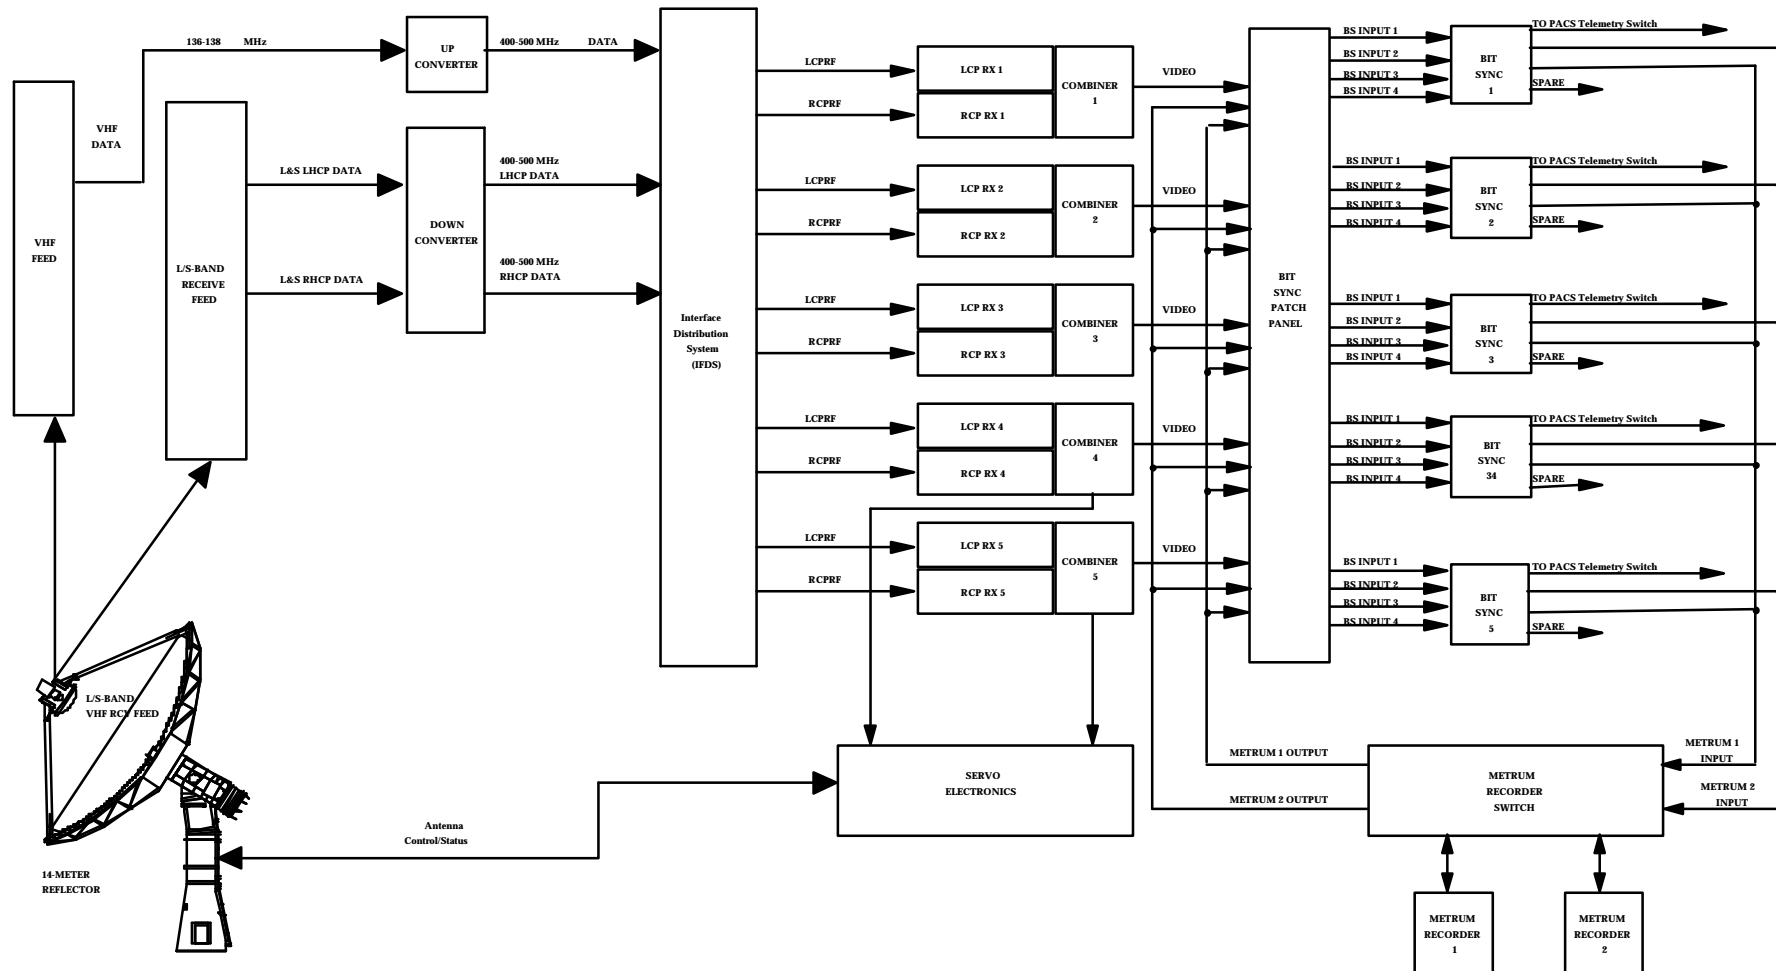 136-138 MHz
UP
CONVERTER
400-500 MHz DATA
VHF
DATA
VHF
FEED
L/S-BAND
RECEIVE
FEED
L&S LHCP DATA
L&S RHCP DATA
DOWN
CONVERTER
400-500 MHz
LHCP DATA
400-500 MHz
RHCP DATA
Interface
Distribution
System
(IFDS)
LCPRF
RCPRF
LCP RX 1
RCP RX 1
COMBINER
1
VIDEO
LCPRF
RCPRF
LCP RX 2
RCP RX 2
COMBINER
2
VIDEO
LCPRF
RCPRF
LCP RX 3
RCP RX 3
COMBINER
3
VIDEO
LCPRF
RCPRF
LCP RX 4
RCP RX 4
COMBINER
4
VIDEO
LCPRF
RCPRF
LCP RX 5
RCP RX 5
COMBINER
5
VIDEO
BIT
SYNC
PATCH
PANEL
BS INPUT 1
BS INPUT 2
BS INPUT 3
BS INPUT 4
BIT
SYNC
1
TO PACS Telemetry Switch
SPARE
BS INPUT 1
BS INPUT 2
BS INPUT 3
BS INPUT 4
BIT
SYNC
2
TO PACS Telemetry Switch
SPARE
BS INPUT 1
BS INPUT 2
BS INPUT 3
BS INPUT 4
BIT
SYNC
3
TO PACS Telemetry Switch
SPARE
BS INPUT 1
BS INPUT 2
BS INPUT 3
BS INPUT 4
BIT
SYNC
34
TO PACS Telemetry Switch
SPARE
BS INPUT 1
BS INPUT 2
BS INPUT 3
BS INPUT 4
BIT
SYNC
5
TO PACS Telemetry Switch
SPARE
L/S-BAND
VHF RCV FEED
14-METER
REFLECTOR
Antenna
Control/Status
SERVO
ELECTRONICS
METRUM 1 OUTPUT
METRUM 2 OUTPUT
METRUM
RECORDER
SWITCH
METRUM 1
INPUT
METRUM 2
INPUT
METRUM
RECORDER
1
METRUM
RECORDER
2